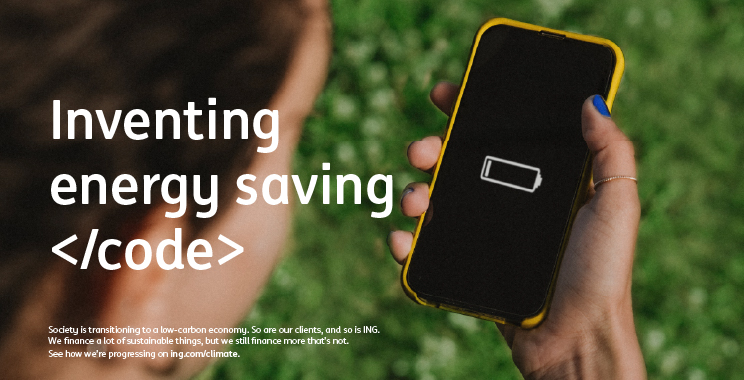 Inventing
energy saving
</code>
Society is transitioning to a low-carbon economy. So are our clients, and so is ING.
We finance a lot of sustainable things, but we still finance more that's not.
See how we're progressing on ing.com/climate.